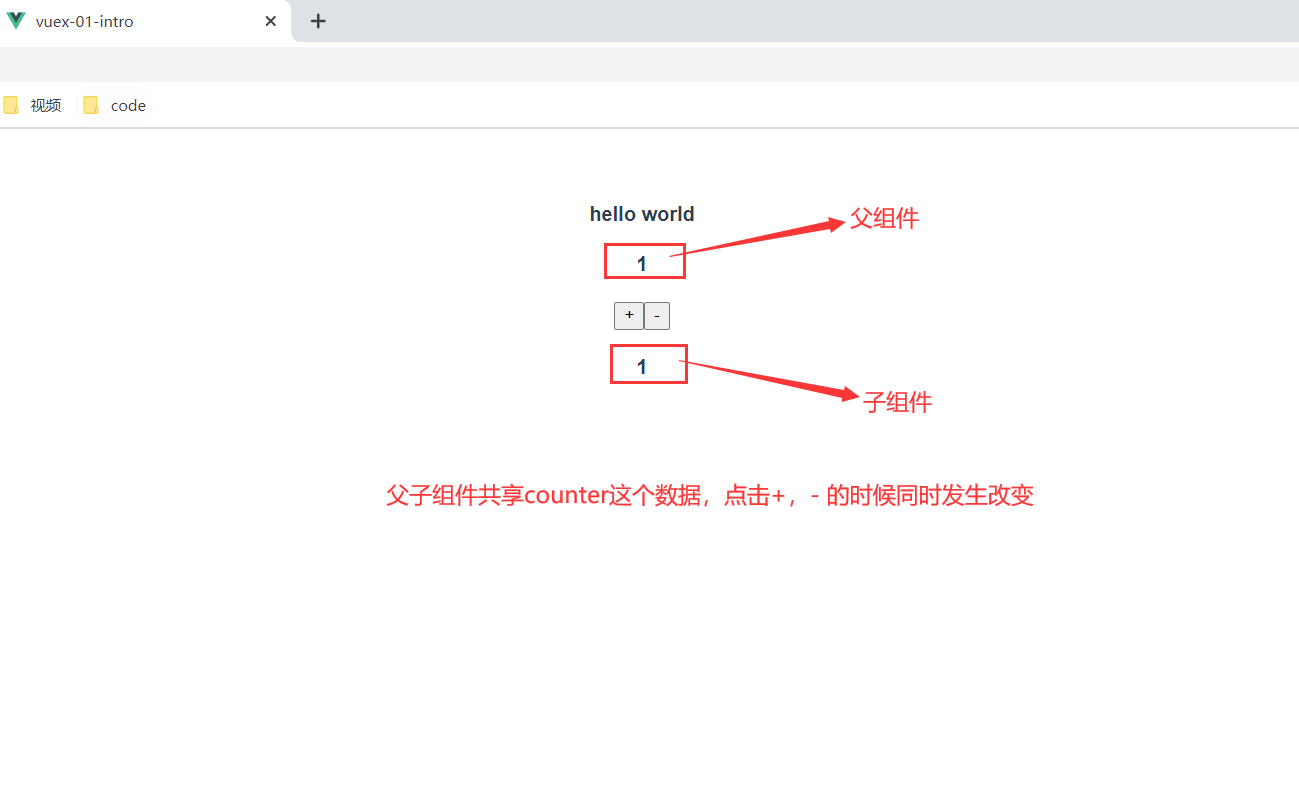 vuex-01-intro
视频 code
hello world
父组件
1
+ -
1
子组件
父子组件共享counter这个数据，点击+，- 的时候同时发生改变